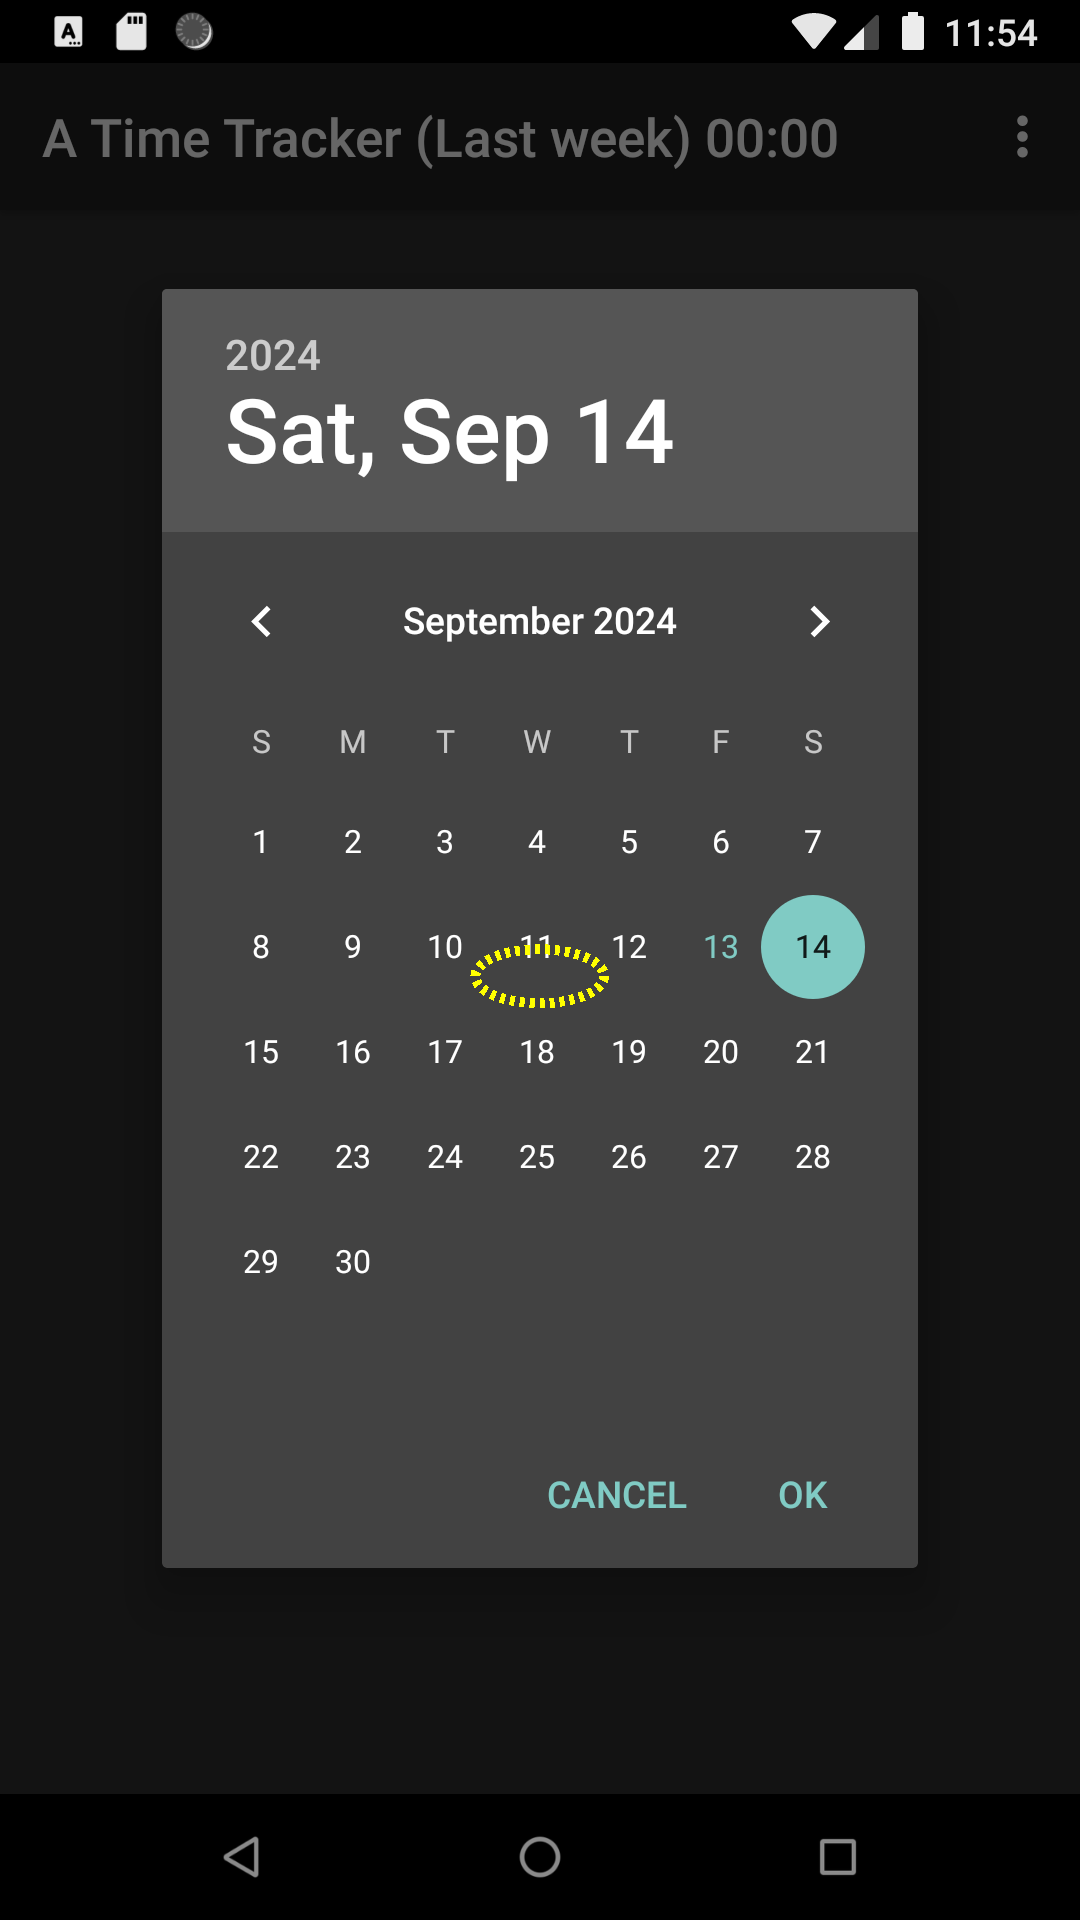 11:54
A Time Tracker (Last week) 00:00
2024
Sat, Sep 14
September 2024
S M T W T F S
1 2 3 4 5 6 7
8 9 10 11 12 13 14
15 16 17 18 19 20 21
22 23 24 25 26 27 28
29 30
CANCEL OK